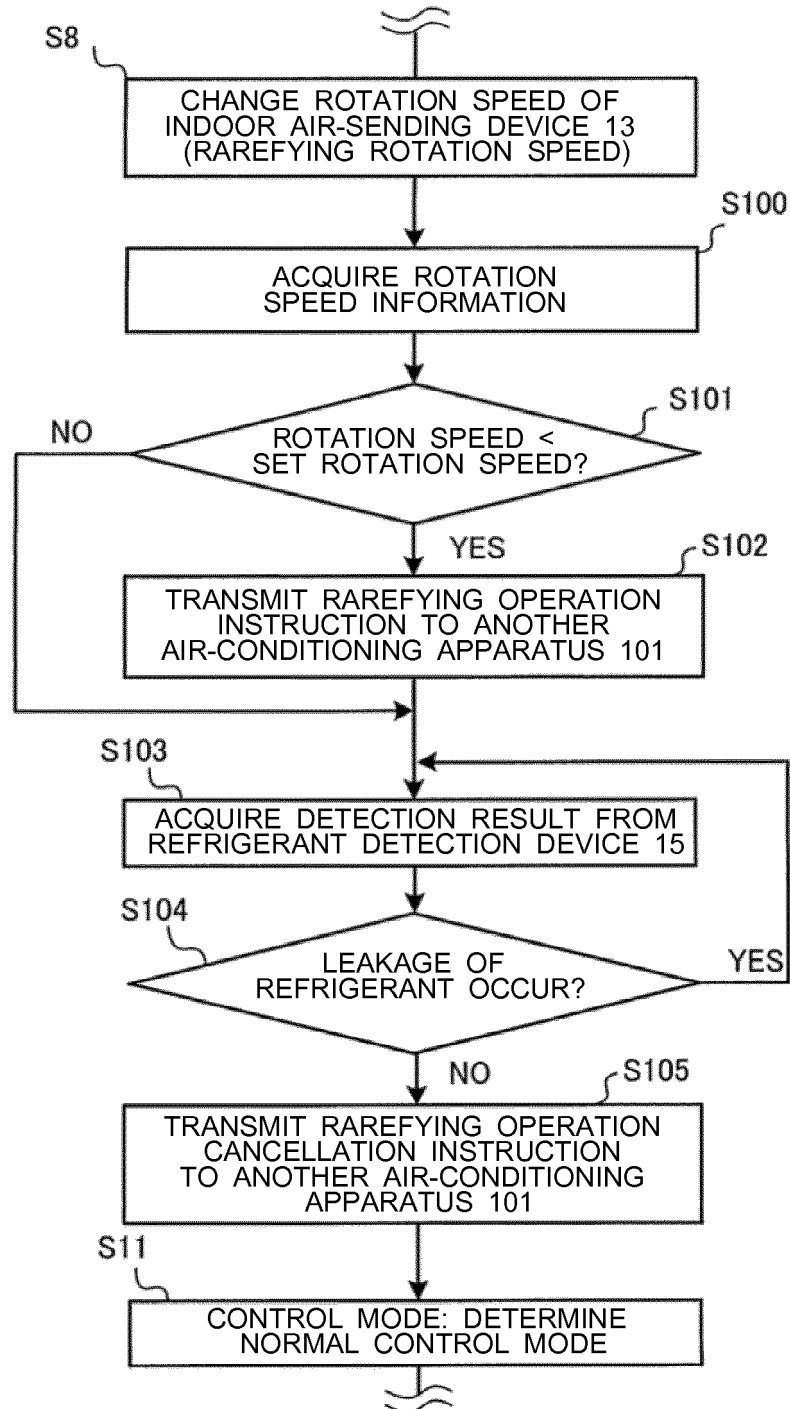 S8
CHANGE ROTATION SPEED OF
INDOOR AIR-SENDING DEVICE 13
(RAREFYING ROTATION SPEED)
S100
ACQUIRE ROTATION
SPEED INFORMATION
S101
NO
ROTATION SPEED <
SET ROTATION SPEED?
YES
S102
TRANSMIT RAREFYING OPERATION
INSTRUCTION TO ANOTHER
AIR-CONDITIONING APPARATUS 101
S103
ACQUIRE DETECTION RESULT FROM
REFRIGERANT DETECTION DEVICE 15
S104
LEAKAGE OF
REFRIGERANT OCCUR?
YES
NO
S105
TRANSMIT RAREFYING OPERATION
CANCELLATION INSTRUCTION
TO ANOTHER AIR-CONDITIONING
APPARATUS 101
S11
CONTROL MODE: DETERMINE
NORMAL CONTROL MODE